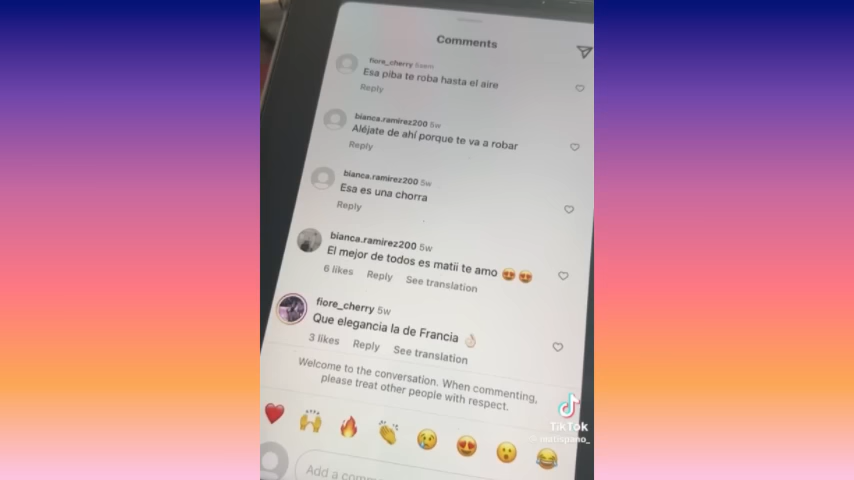 Comments
fiore_cherry 6sem
Esa piba te roba hasta el aire
Reply
bianca.ramirez200 5w
Aléjate de ahí porque te va a robar
Reply
bianca.ramirez200 5w
Esa es una chorra
Reply
bianca.ramirez200 5w
El mejor de todos es matii te amo 😍😍
6 likes Reply See translation
fiore_cherry 5w
Que elegancia la de Francia 👌🏻
3 likes Reply See translation
Welcome to the conversation. When commenting,
please treat other people with respect.
Add a comm
TikTok